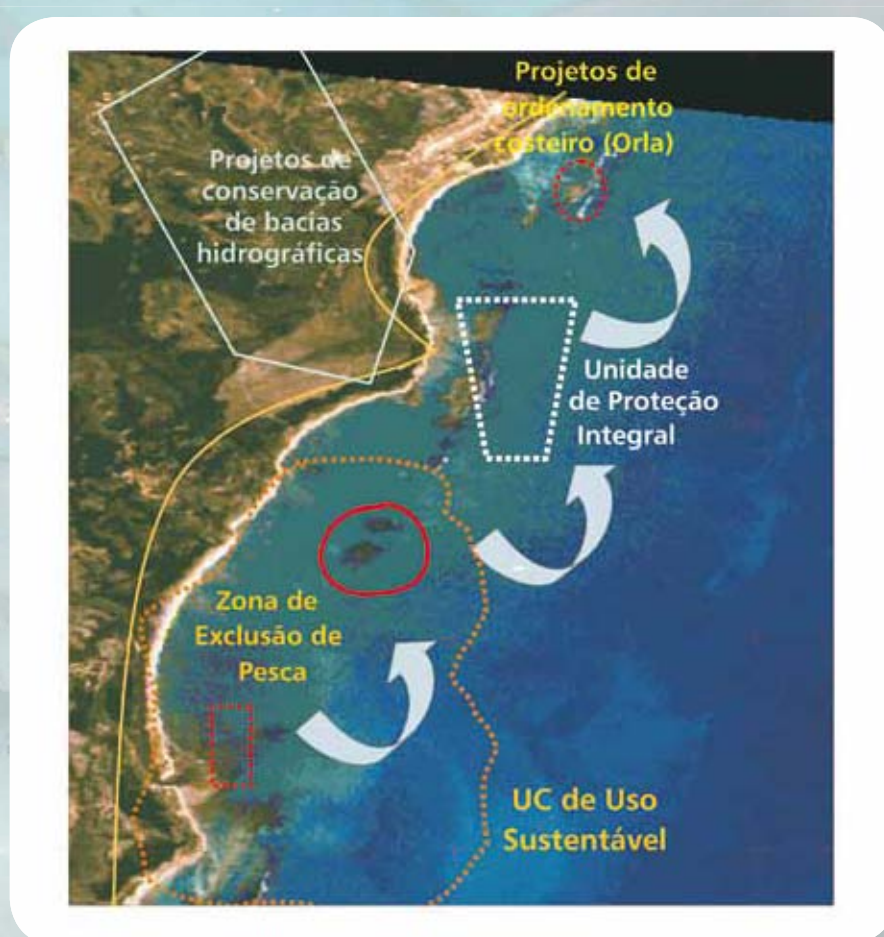 Projetos de
ordenamento
costeiro (Orla)
Projetos de
conservação
de bacias
hidrográficas
Unidade
de Proteção
Integral
Zona de
Exclusão de
Pesca
UC de Uso
Sustentável